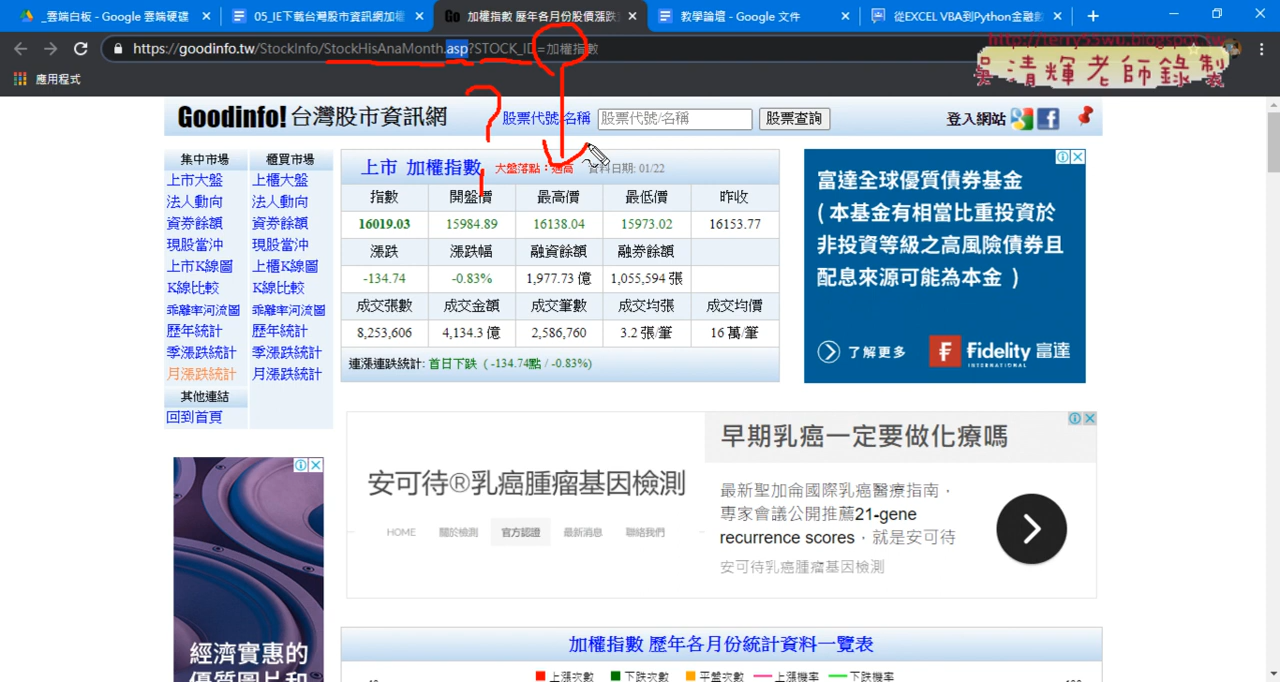 _雲端白板 - Google 雲端硬碟
05_IE下載台灣股市資訊網加權
加權指數 歷年各月份股價漲跌
教學論壇 - Google 文件
從EXCEL VBA到Python金融
https://goodinfo.tw/StockInfo/StockHisAnaMonth.asp?STOCK_ID=加權指數
應用程式
吳清輝老師錄製
Goodinfo! 台灣股市資訊網
股票代號/名稱
股票代號/名稱
股票查詢
登入網站
集中市場
上市大盤
法人動向
資券餘額
現股當沖
上市K線圖
K線比較
乖離率河流圖
歷年統計
季漲跌統計
月漲跌統計
其他連結
回到首頁
櫃買市場
上櫃大盤
法人動向
資券餘額
現股當沖
上櫃K線圖
K線比較
乖離率河流圖
歷年統計
季漲跌統計
月漲跌統計
上市 加權指數 大盤落點：過高 資料日期: 01/22
指數 開盤價 最高價 最低價 昨收
16019.03 15984.89 16138.04 15973.02 16153.77
漲跌 漲跌幅 融資餘額 融券餘額
-134.74 -0.83% 1,977.73 億 1,055,594 張
成交張數 成交金額 成交筆數 成交均張 成交均價
8,253,606 4,134.3 億 2,586,760 3.2 張/筆 16 萬/筆
連漲連跌統計: 首日下跌 ( -134.74點 / -0.83%)
富達全球優質債券基金
( 本基金有相當比重投資於
非投資等級之高風險債券且
配息來源可能為本金 )
了解更多
Fidelity 富達
INTERNATIONAL
安可待®乳癌腫瘤基因檢測
HOME 關於檢測 官方認證 最新消息 聯絡我們
早期乳癌一定要做化療嗎
最新聖加侖國際乳癌醫療指南，
專家會議公開推薦21-gene
recurrence scores，就是安可待
安可待乳癌腫瘤基因檢測
經濟實惠的
加權指數 歷年各月份統計資料一覽表
上漲次數 下跌次數 平盤次數 上漲機率 下跌機率